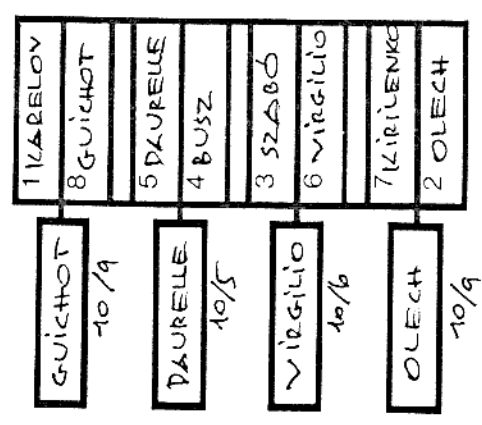 1 KARELOV
8 GUICHOT
GUICHOT
10/9
5 DAURELLE
4 BUSZ
DAURELLE
10/5
3 SZABÓ
6 VIRGILIO
VIRGILIO
10/6
7 KIRILENKO
2 OLECH
OLECH
10/9